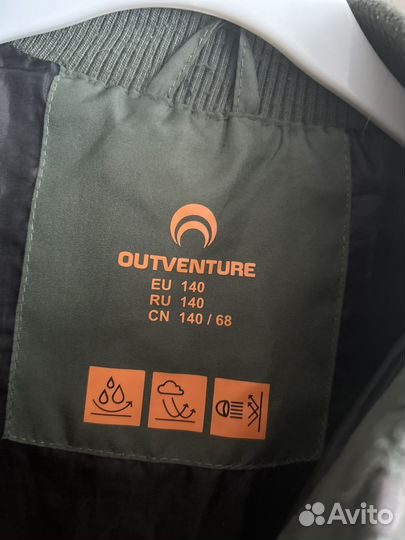 OUTVENTURE
EU 140
RU 140
CN 140 / 68
Avito